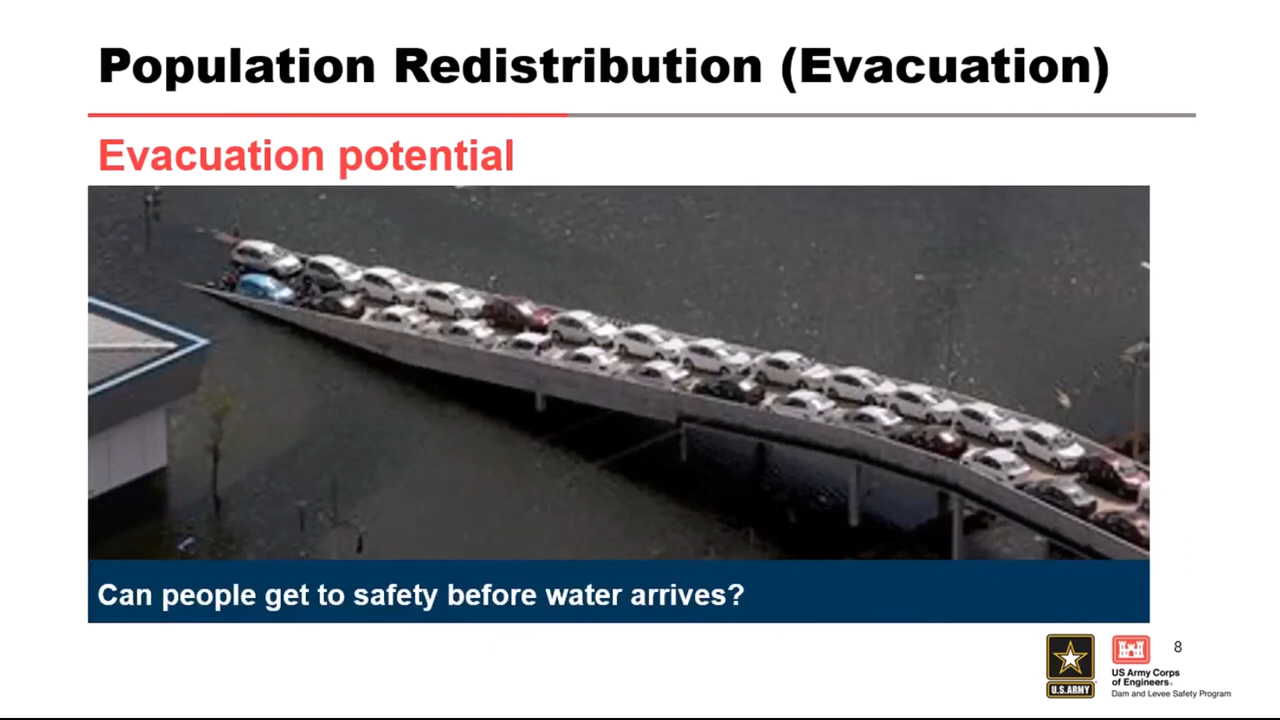 Population Redistribution (Evacuation)
Evacuation potential
Can people get to safety before water arrives?
U.S.ARMY
US Army Corps
of Engineers®
Dam and Levee Safety Program
8